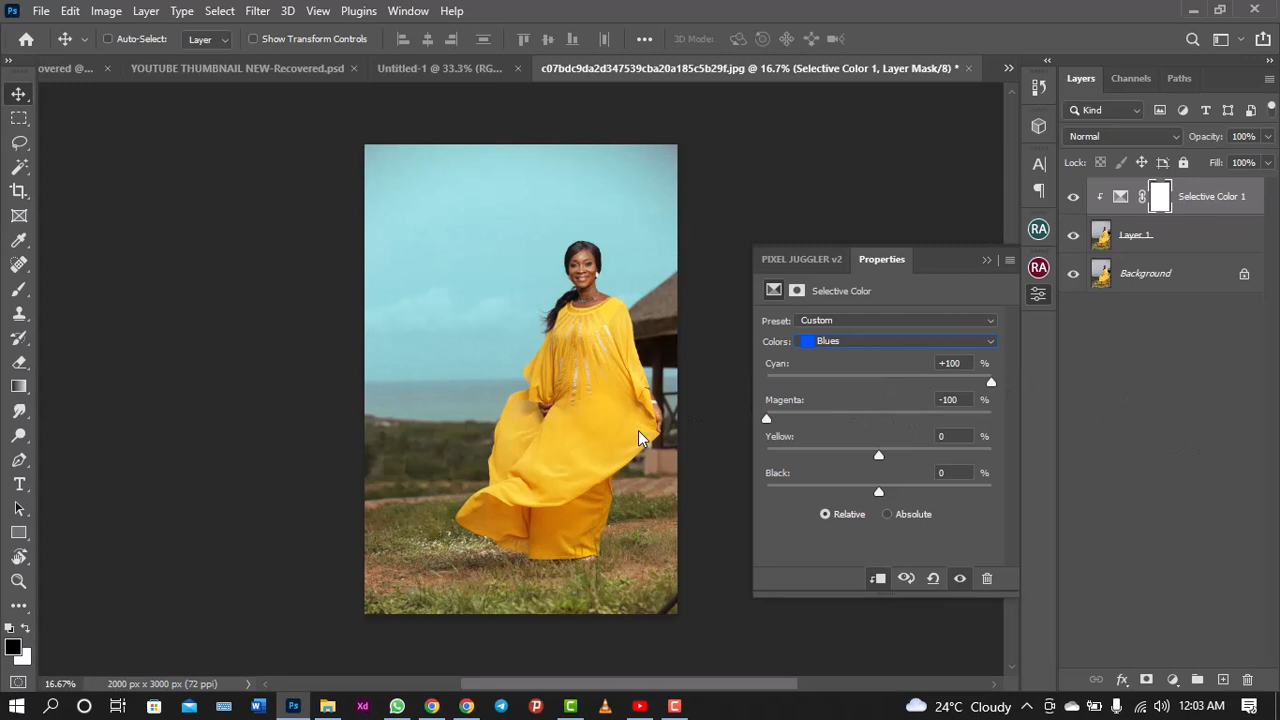 Ps File Edit Image Layer Type Select Filter 3D View Plugins Window Help
Auto-Select: Layer Show Transform Controls 3D Mode:
overed @... YOUTUBE THUMBNAIL NEW-Recovered.psd Untitled-1 @ 33.3% (RG... c07bdc9da2d347539cba20a185c5b29f.jpg @ 16.7% (Selective Color 1, Layer Mask/8) *
Layers Channels Paths
Kind
Normal Opacity: 100%
Lock: Fill: 100%
Selective Color 1
Layer 1
Background
RA
RA
PIXEL JUGGLER v2 Properties
Selective Color
Preset: Custom
Colors: Blues
Cyan: +100 %
Magenta: -100 %
Yellow: 0 %
Black: 0 %
Relative Absolute
16.67% 2000 px x 3000 px (72 ppi)
24°C Cloudy 12:03 AM